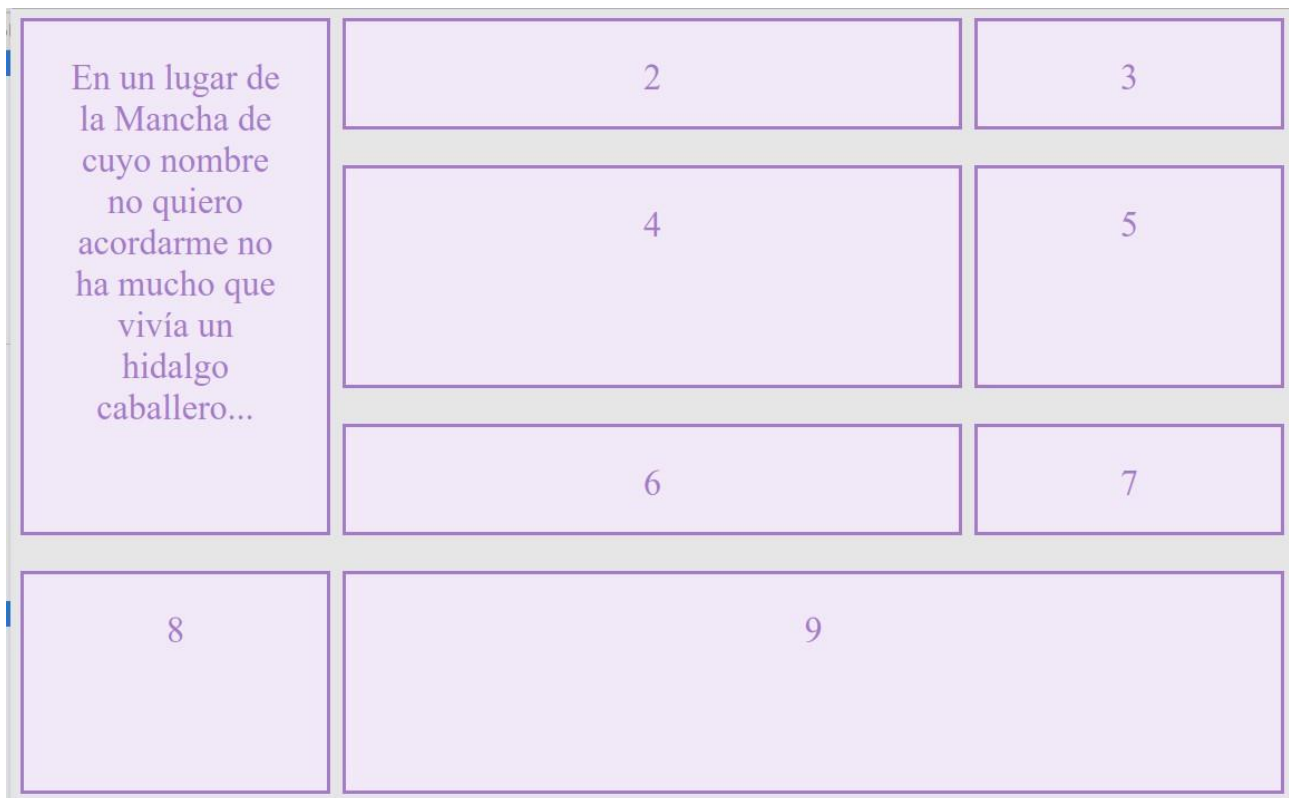 En un lugar de
la Mancha de
cuyo nombre
no quiero
acordarme no
ha mucho que
vivía un
hidalgo
caballero...
2
3
4
5
6
7
8
9